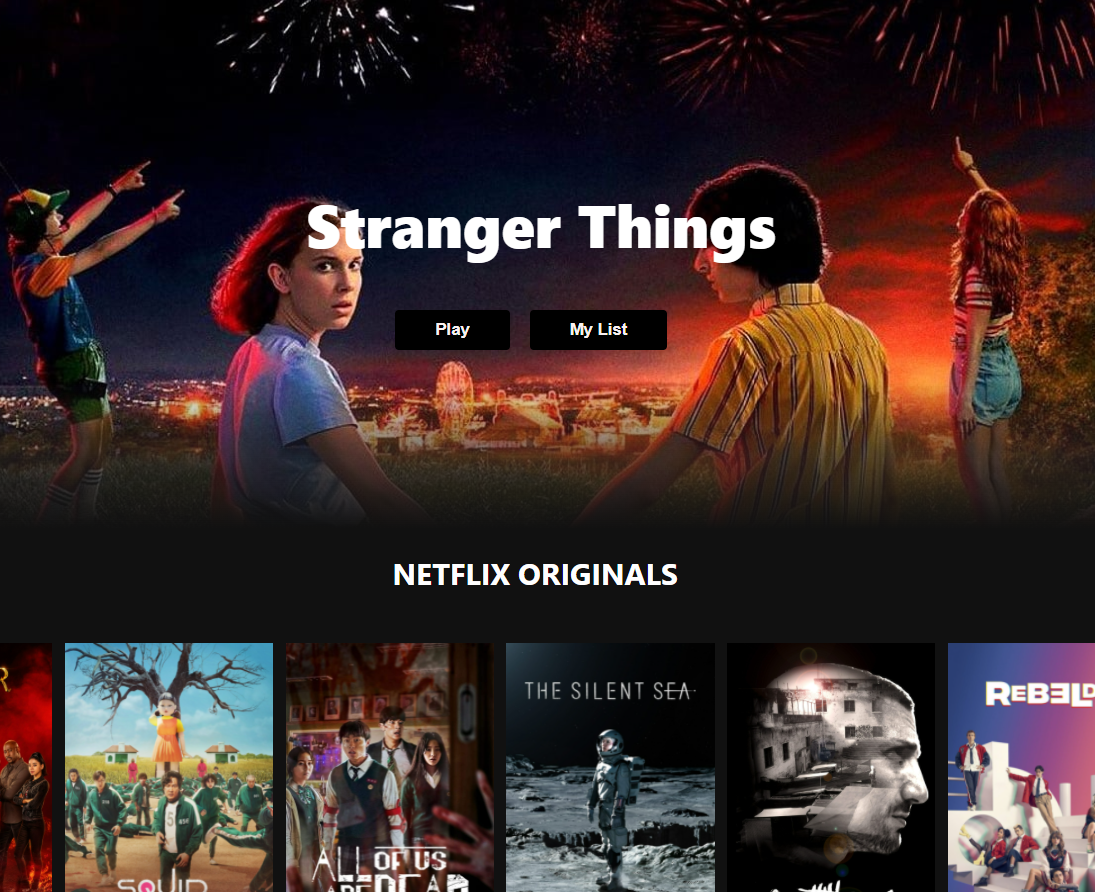 Stranger Things
Play
My List
NETFLIX ORIGINALS
R
THE SILENT SEA
REBELD
SQUID
ALL OF US
ARE DEAD